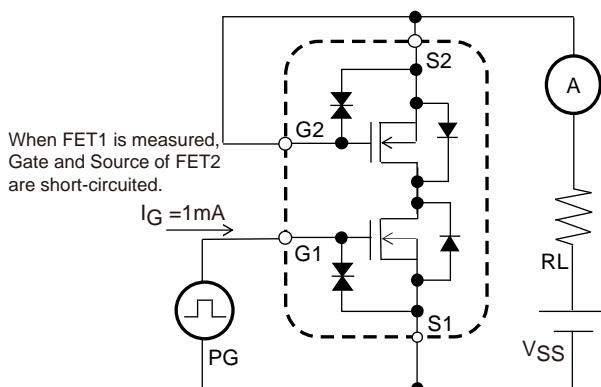 S2
A
G2
When FET1 is measured,
Gate and Source of FET2
are short-circuited.
IG =1mA
G1
RL
S1
PG
VSS